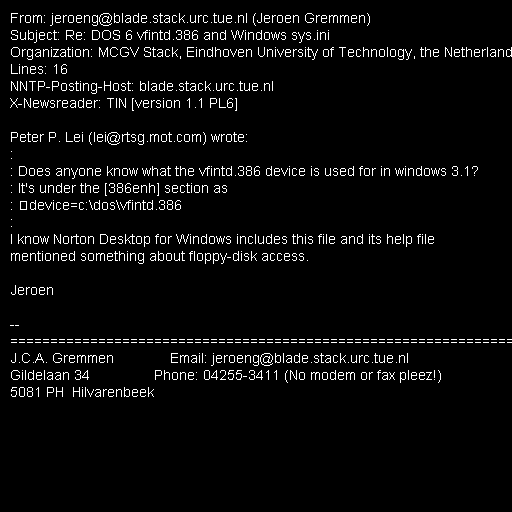 From: jeroeng@blade.stack.urc.tue.nl (Jeroen Gremmen)
Subject: Re: DOS 6 vfintd.386 and Windows sys.ini
Organization: MCGV Stack, Eindhoven University of Technology, the Netherland
Lines: 16
NNTP-Posting-Host: blade.stack.urc.tue.nl
X-Newsreader: TIN [version 1.1 PL6]
Peter P. Lei (lei@rtsg.mot.com) wrote:
:
: Does anyone know what the vfintd.386 device is used for in windows 3.1?
: It's under the [386enh] section as
: device=c:\dos\vfintd.386
:
I know Norton Desktop for Windows includes this file and its help file
mentioned something about floppy-disk access.
Jeroen
--
==================================================================
J.C.A. Gremmen Email: jeroeng@blade.stack.urc.tue.nl
Gildelaan 34 Phone: 04255-3411 (No modem or fax pleez!)
5081 PH Hilvarenbeek